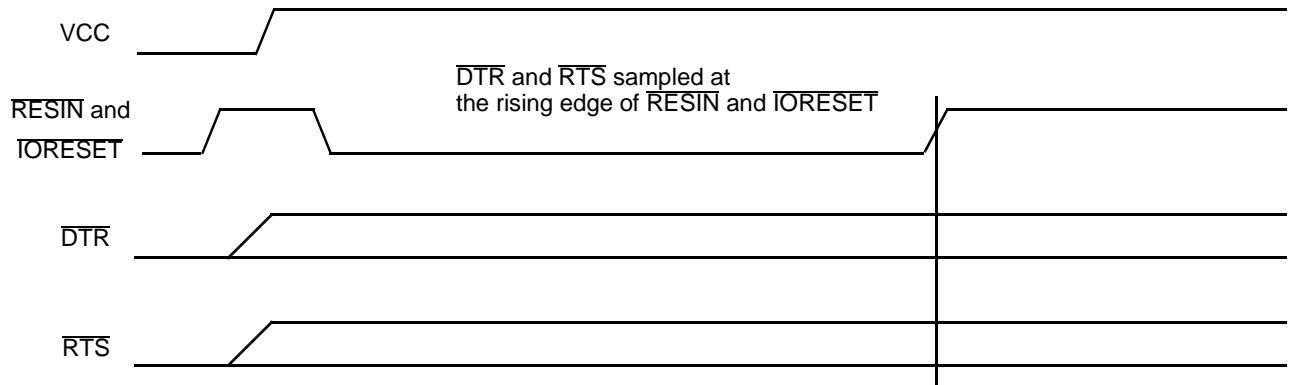 VCC
DTR and RTS sampled at
the rising edge of RESIN and IORESET
RESIN and
IORESET
DTR
RTS